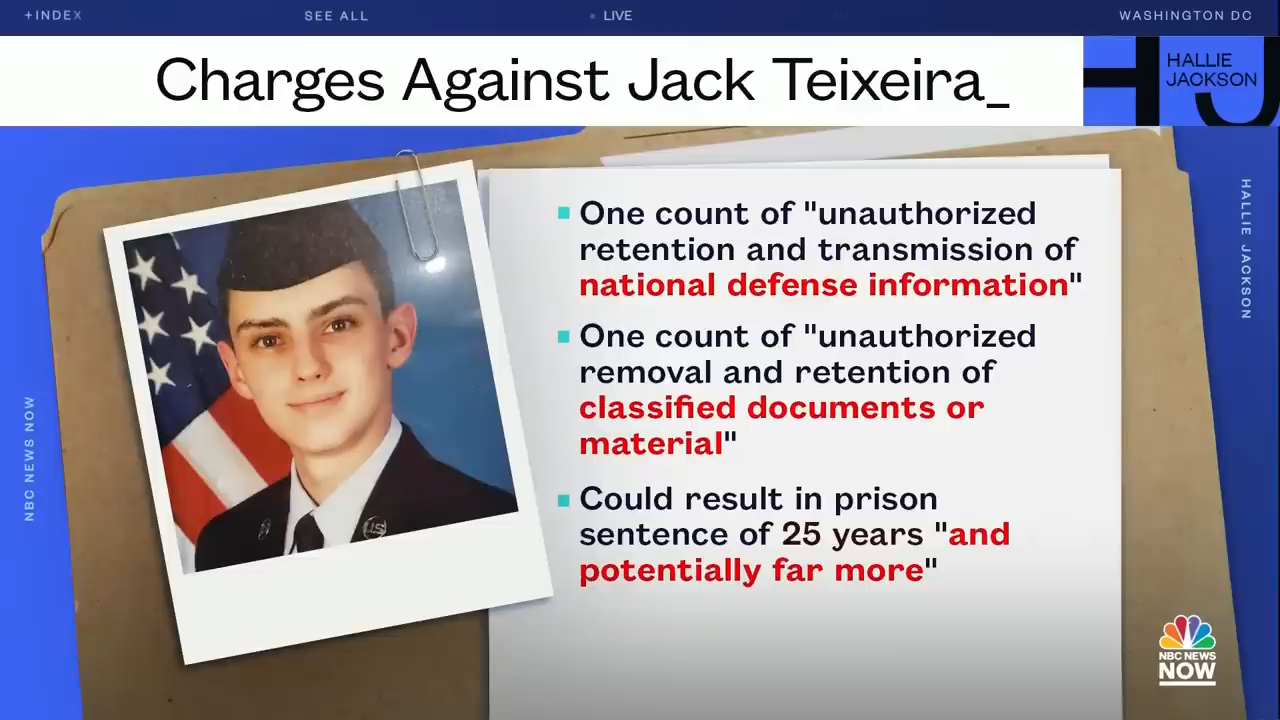 +INDEX
SEE ALL
LIVE
WASHINGTON DC
Charges Against Jack Teixeira_
HALLIE
JACKSON
HJ
One count of "unauthorized
retention and transmission of
national defense information"
One count of "unauthorized
removal and retention of
classified documents or
material"
Could result in prison
sentence of 25 years "and
potentially far more"
NBC NEWS NOW
HALLIE JACKSON
US
NBC NEWS
NOW